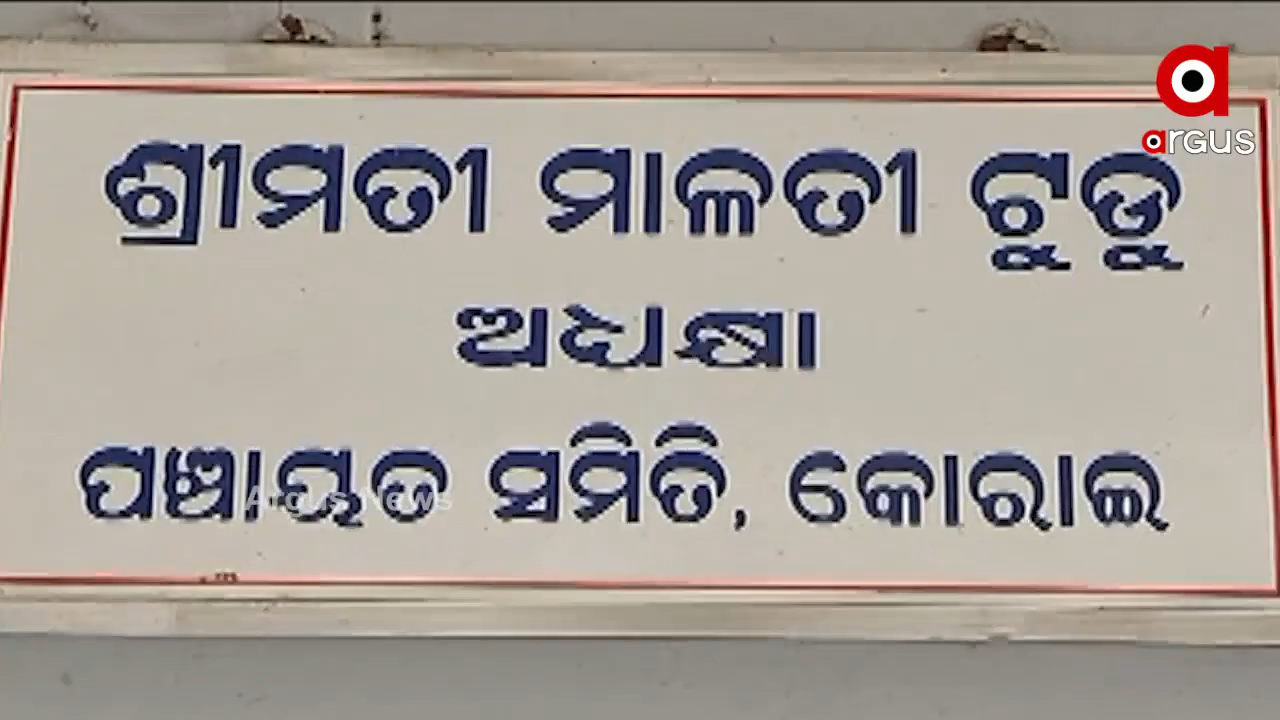 argus
ଶ୍ରୀମତୀ ମାଳତୀ ଟୁଡୁ
ଅଧ୍ୟକ୍ଷା
ପଞ୍ଚାୟତ ସମିତି, କୋରାଇ
Argus News